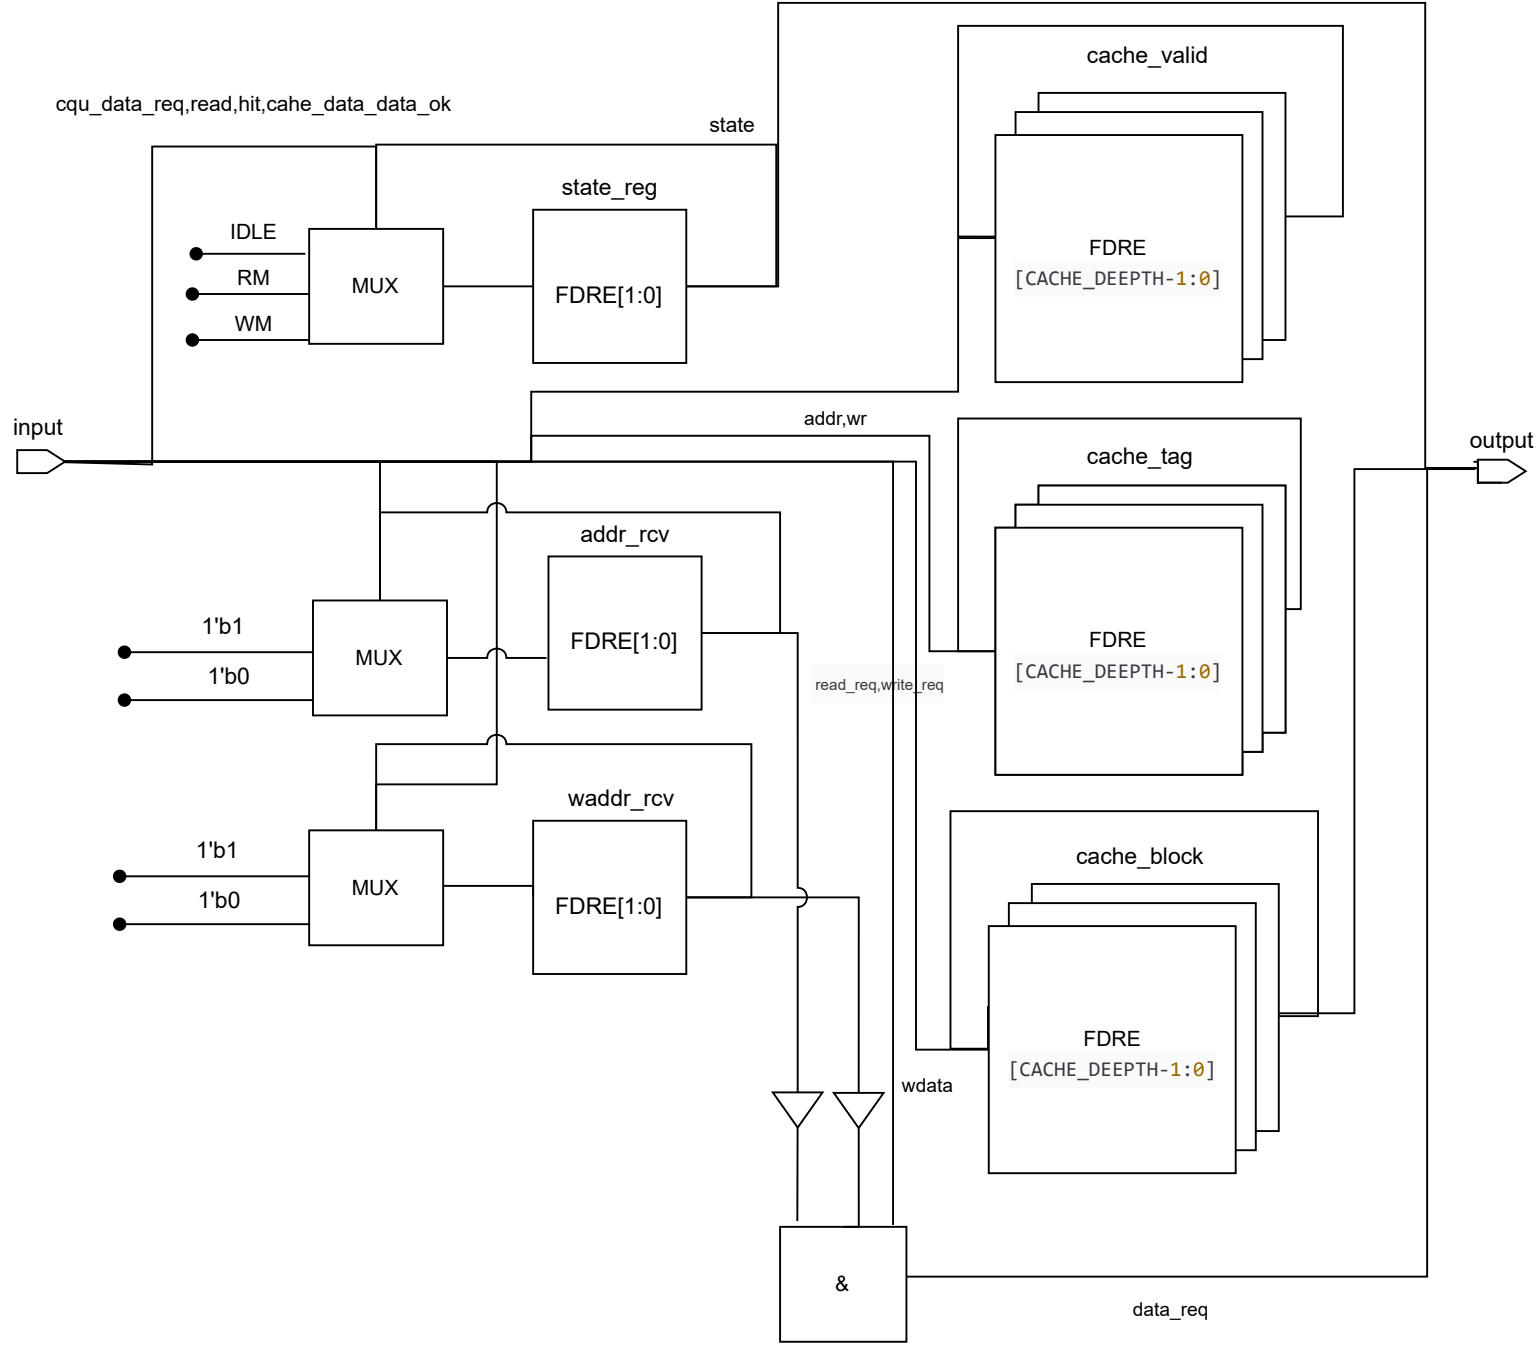 cache_valid
cqu_data_req,read,hit,cahe_data_data_ok
state
state_reg
IDLE
RM
WM
MUX
FDRE[1:0]
FDRE
[CACHE_DEEPTH-1:0]
input
addr,wr
output
cache_tag
addr_rcv
1'b1
1'b0
MUX
FDRE[1:0]
FDRE
[CACHE_DEEPTH-1:0]
read_req,write_req
waddr_rcv
1'b1
1'b0
MUX
FDRE[1:0]
cache_block
FDRE
[CACHE_DEEPTH-1:0]
wdata
&
data_req